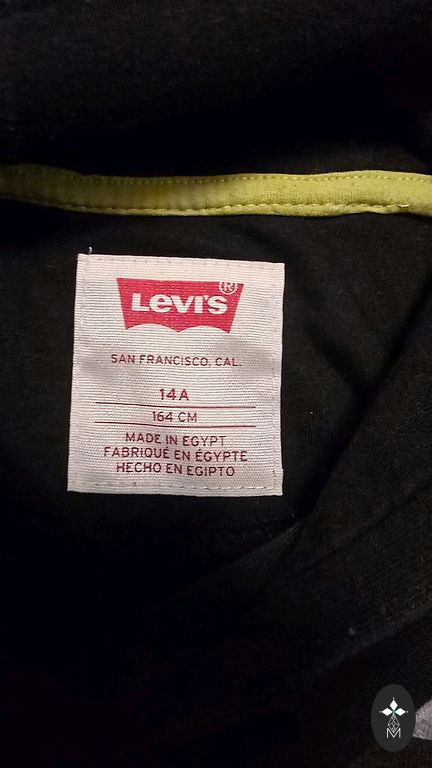 Levi's®
SAN FRANCISCO, CAL.
14A
164 CM
MADE IN EGYPT
FABRIQUÉ EN ÉGYPTE
HECHO EN EGIPTO
M